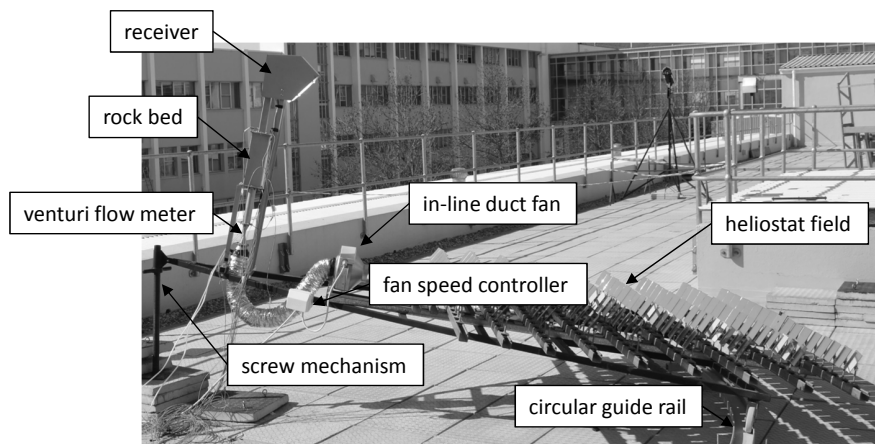 receiver
rock bed
venturi flow meter
in-line duct fan
heliostat field
fan speed controller
screw mechanism
circular guide rail